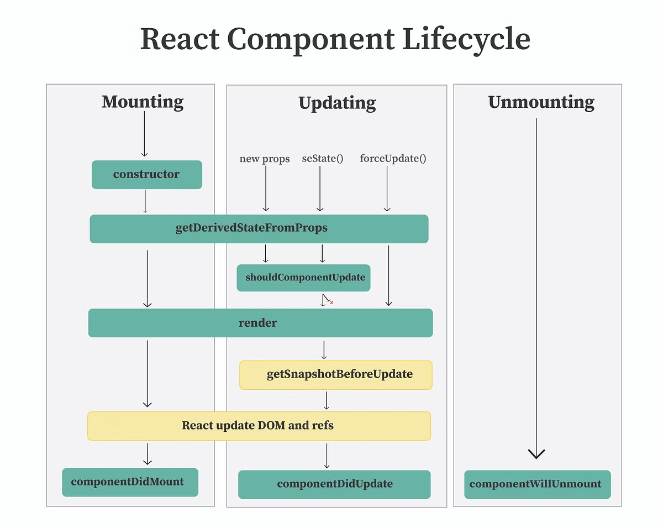 React Component Lifecycle
Mounting
Updating
Unmounting
new props
seState()
forceUpdate()
constructor
getDerivedStateFromProps
shouldComponentUpdate
render
getSnapshotBeforeUpdate
React update DOM and refs
componentDidMount
componentDidUpdate
componentWillUnmount